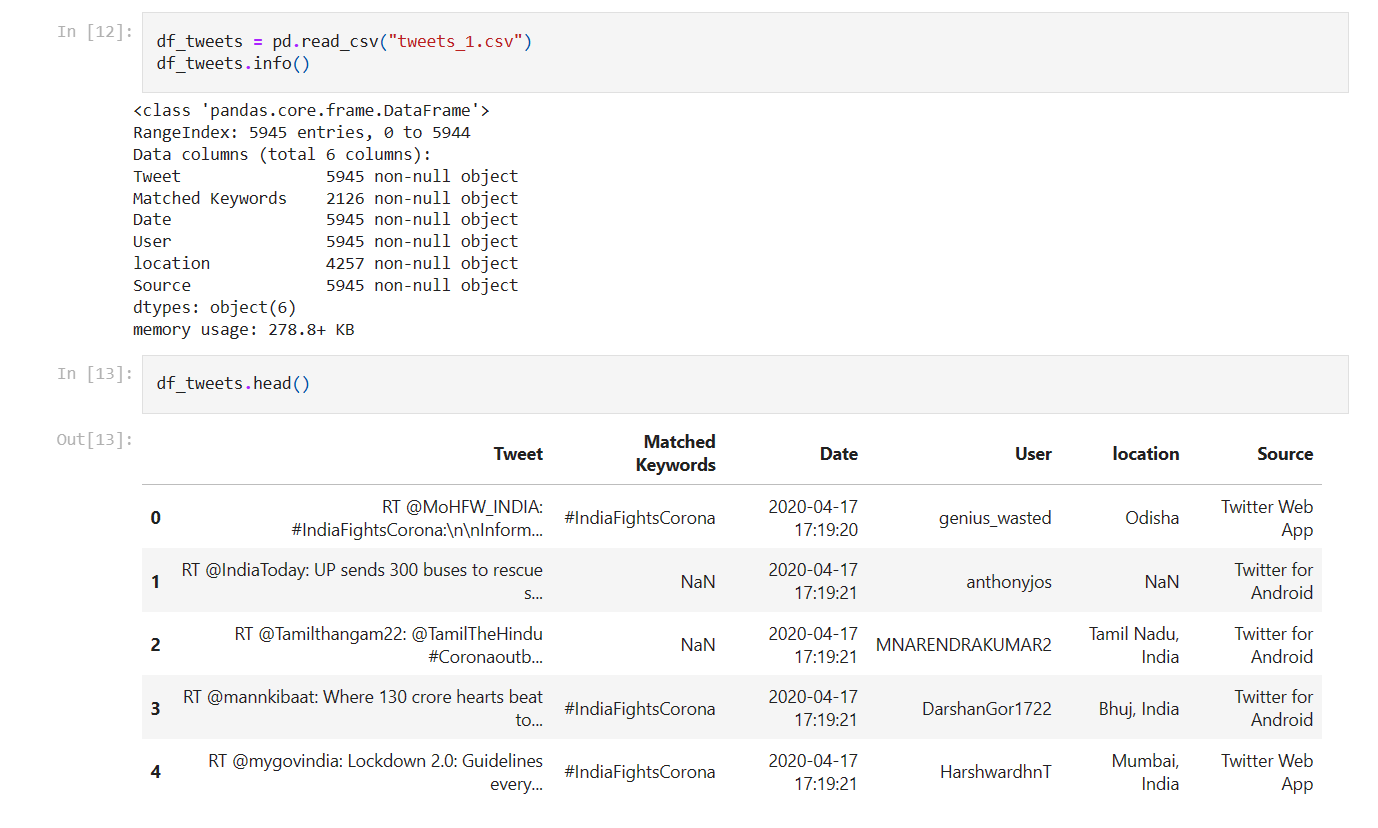 In [12]:
df_tweets = pd.read_csv("tweets_1.csv")
df_tweets.info()
<class 'pandas.core.frame.DataFrame'>
RangeIndex: 5945 entries, 0 to 5944
Data columns (total 6 columns):
Tweet 5945 non-null object
Matched Keywords 2126 non-null object
Date 5945 non-null object
User 5945 non-null object
location 4257 non-null object
Source 5945 non-null object
dtypes: object(6)
memory usage: 278.8+ KB
In [13]:
df_tweets.head()
Out[13]:
Tweet
Matched
Keywords
Date
User
location
Source
0
RT @MoHFW_INDIA:
#IndiaFightsCorona:\n\nInform...
#IndiaFightsCorona
2020-04-17
17:19:20
genius_wasted
Odisha
Twitter Web
App
1
RT @IndiaToday: UP sends 300 buses to rescue
s...
NaN
2020-04-17
17:19:21
anthonyjos
NaN
Twitter for
Android
2
RT @Tamilthangam22: @TamilTheHindu
#Coronaoutb...
NaN
2020-04-17
17:19:21
MNARENDRAKUMAR2
Tamil Nadu,
India
Twitter for
Android
3
RT @mannkibaat: Where 130 crore hearts beat
to...
#IndiaFightsCorona
2020-04-17
17:19:21
DarshanGor1722
Bhuj, India
Twitter for
Android
4
RT @mygovindia: Lockdown 2.0: Guidelines
every...
#IndiaFightsCorona
2020-04-17
17:19:21
HarshwardhnT
Mumbai,
India
Twitter Web
App